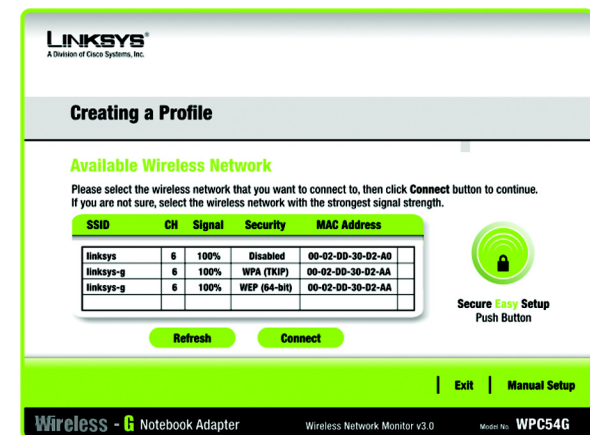 LINKSYS®
A Division of Cisco Systems, Inc.
Creating a Profile
Available Wireless Network
Please select the wireless network that you want to connect to, then click Connect button to continue.
If you are not sure, select the wireless network with the strongest signal strength.
SSID CH Signal Security MAC Address
linksys 6 100% Disabled 00-02-DD-30-D2-A0
linksys-g 6 100% WPA (TKIP) 00-02-DD-30-D2-AA
linksys-g 6 100% WEP (64-bit) 00-02-DD-30-D2-AA
Secure Easy Setup
Push Button
Refresh Connect
Exit Manual Setup
Wireless - G Notebook Adapter Wireless Network Monitor v3.0 Model No. WPC54G